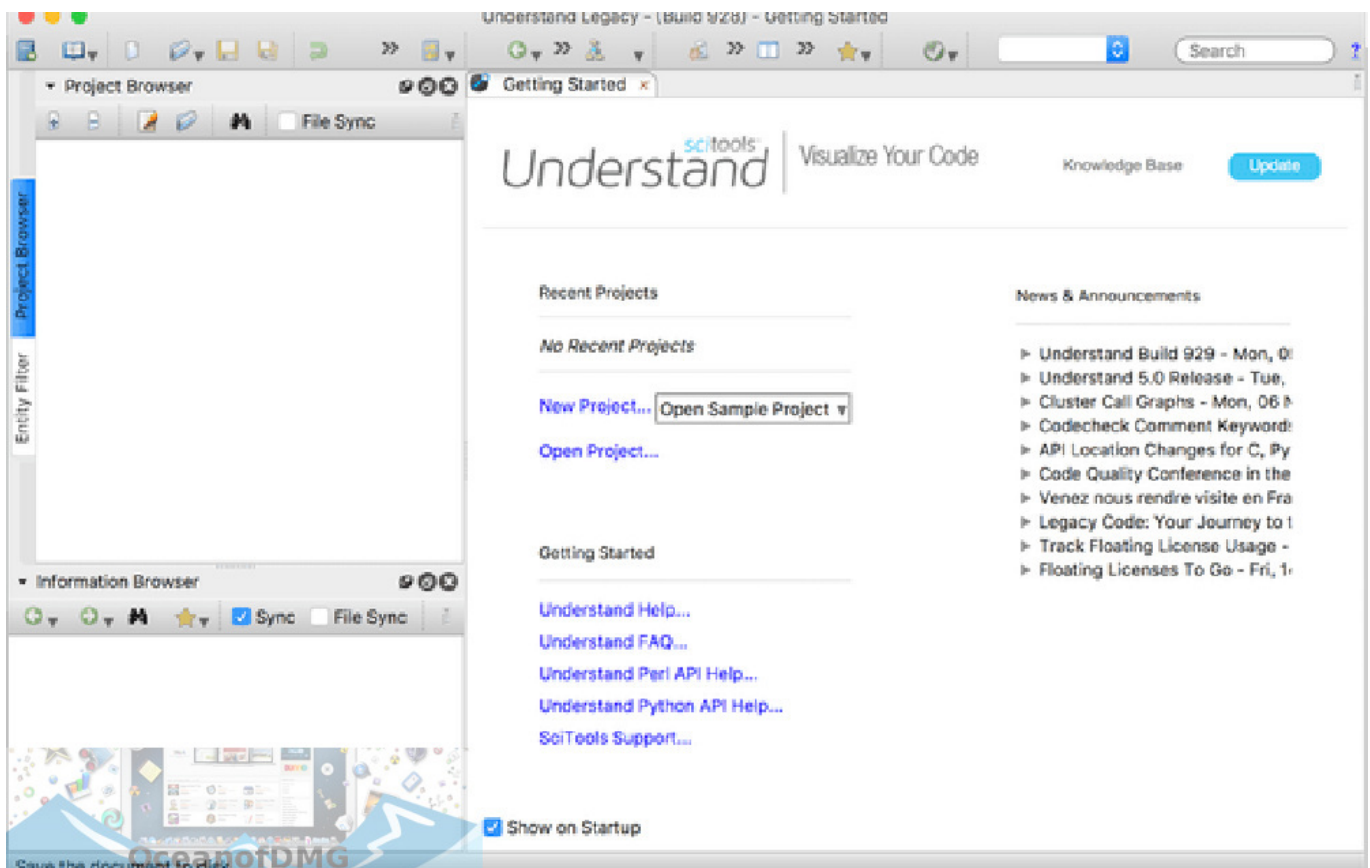 Understand Legacy - (Build 928) - Getting Started
Search
?
Project Browser
Getting Started ×
File Sync
scitools
Understand
Visualize Your Code
Knowledge Base
Update
Project Browser
Entity Filter
Recent Projects
No Recent Projects
New Project...
Open Sample Project
Open Project...
News & Announcements
Understand Build 929 - Mon, 0
Understand 5.0 Release - Tue,
Cluster Call Graphs - Mon, 06
Codecheck Comment Keyword
API Location Changes for C, Py
Code Quality Conference in the
Venez nous rendre visite en Fra
Legacy Code: Your Journey to t
Track Floating License Usage -
Floating Licenses To Go - Fri, 1
Getting Started
Understand Help...
Understand FAQ...
Understand Perl API Help...
Understand Python API Help...
SciTools Support...
Information Browser
Sync
File Sync
Show on Startup
OceanofDMG
Save the document to disk